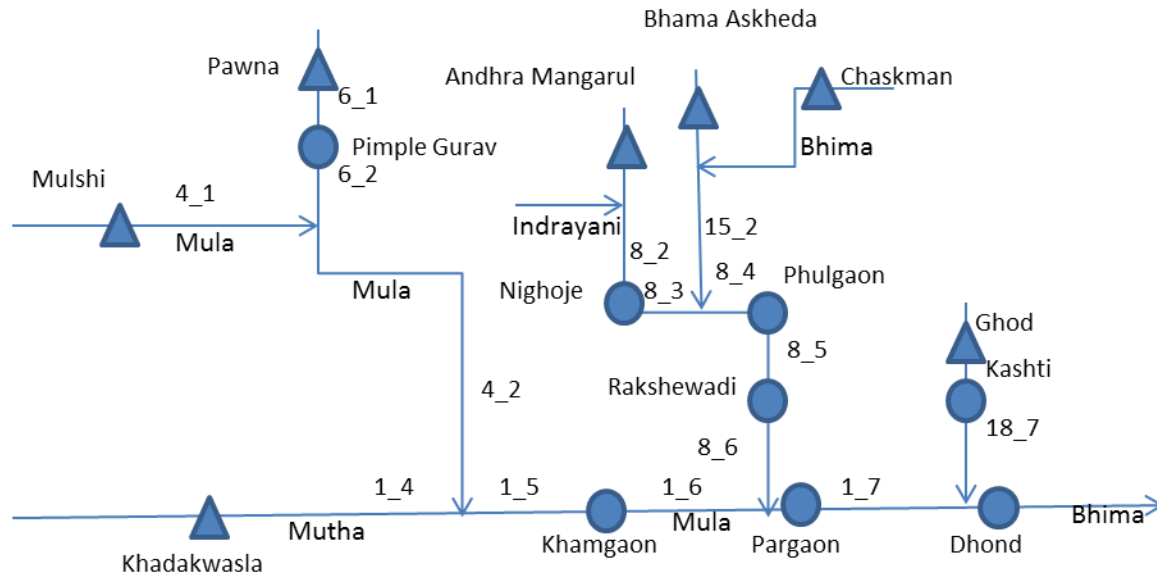 Bhama Askheda
Pawna
Andhra Mangarul
Chaskman
6_1
Pimple Gurav
Bhima
6_2
Mulshi
4_1
Mula
Indrayani
15_2
8_2
8_4
Phulgaon
Mula
Nighoje
8_3
Ghod
8_5
Kashti
4_2
Rakshewadi
18_7
8_6
1_4
1_5
1_6
1_7
Mutha
Mula
Bhima
Khadakwasla
Khamgaon
Pargaon
Dhond